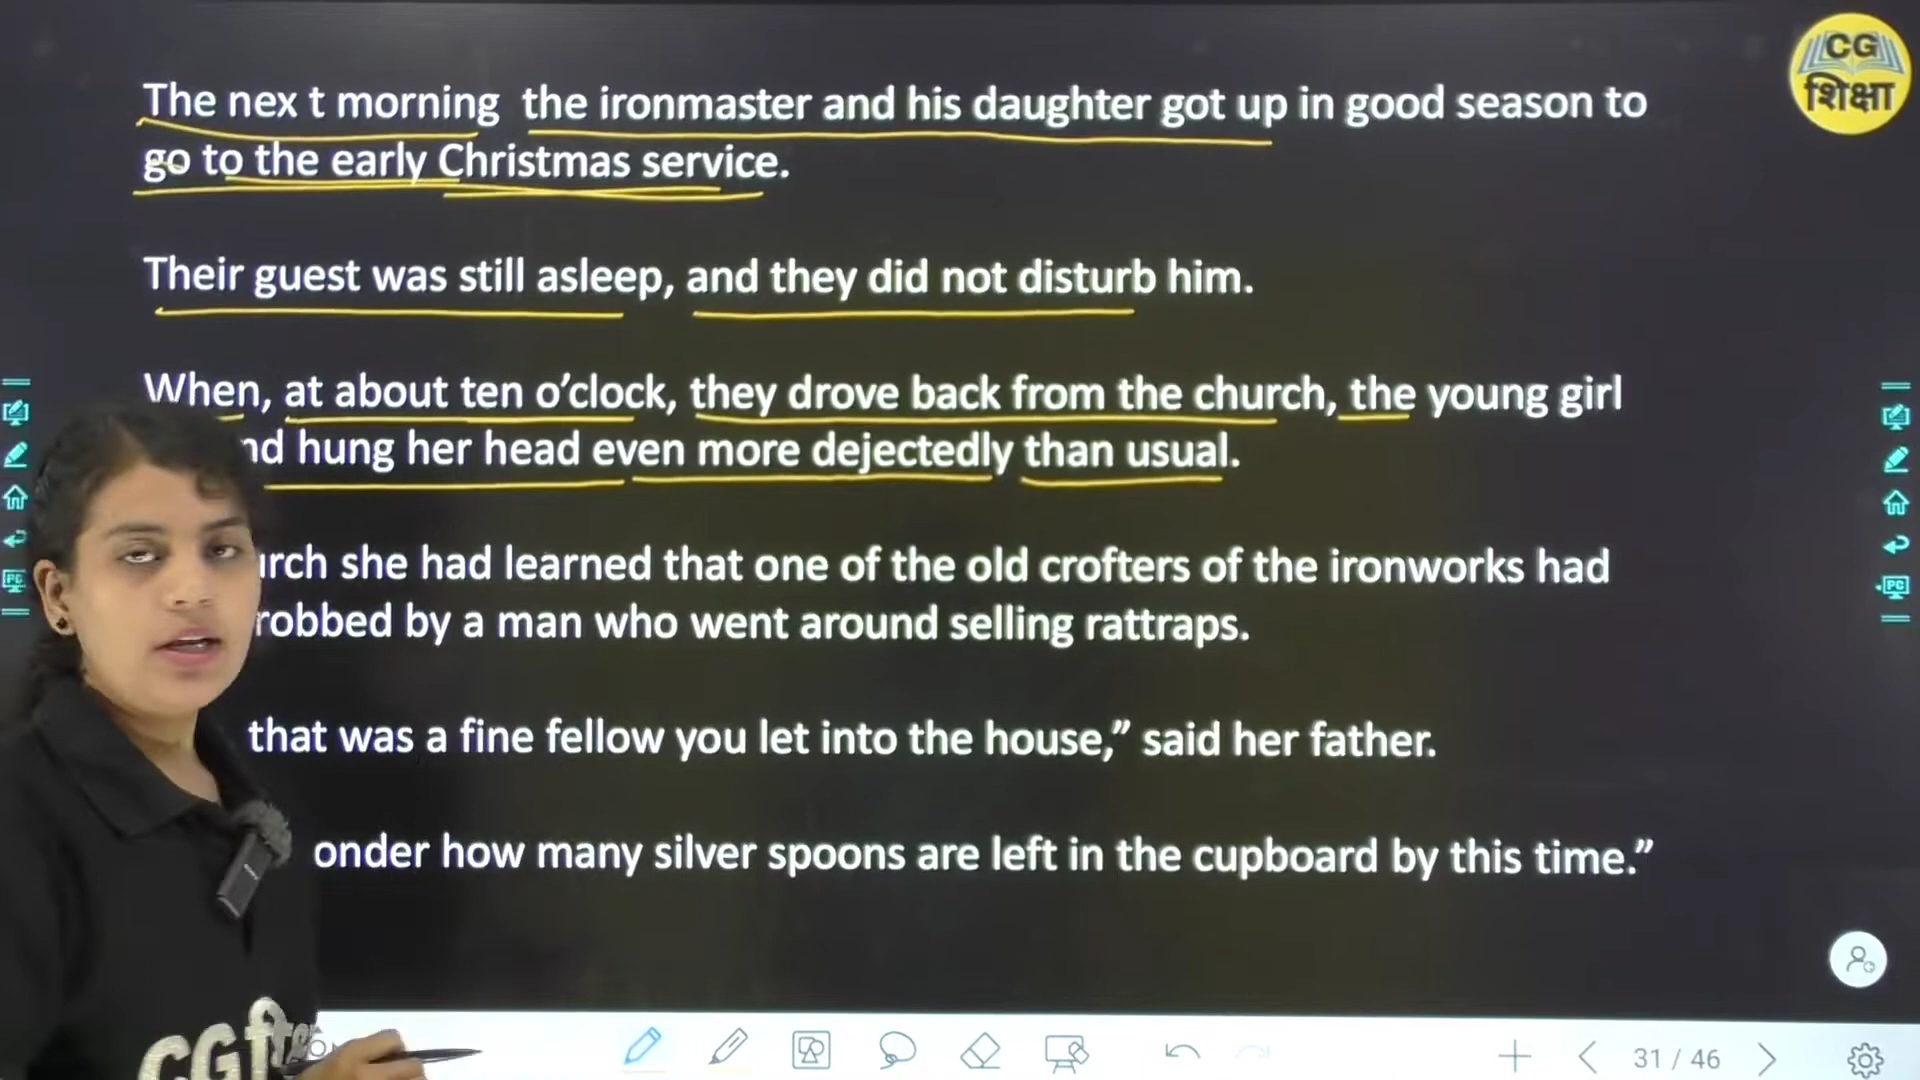 CG
शिक्षा
The nex t morning the ironmaster and his daughter got up in good season to
go to the early Christmas service.
Their guest was still asleep, and they did not disturb him.
When, at about ten o’clock, they drove back from the church, the young girl
nd hung her head even more dejectedly than usual.
urch she had learned that one of the old crofters of the ironworks had
robbed by a man who went around selling rattraps.
that was a fine fellow you let into the house,” said her father.
onder how many silver spoons are left in the cupboard by this time.”
PC
PC
CG
31 / 46